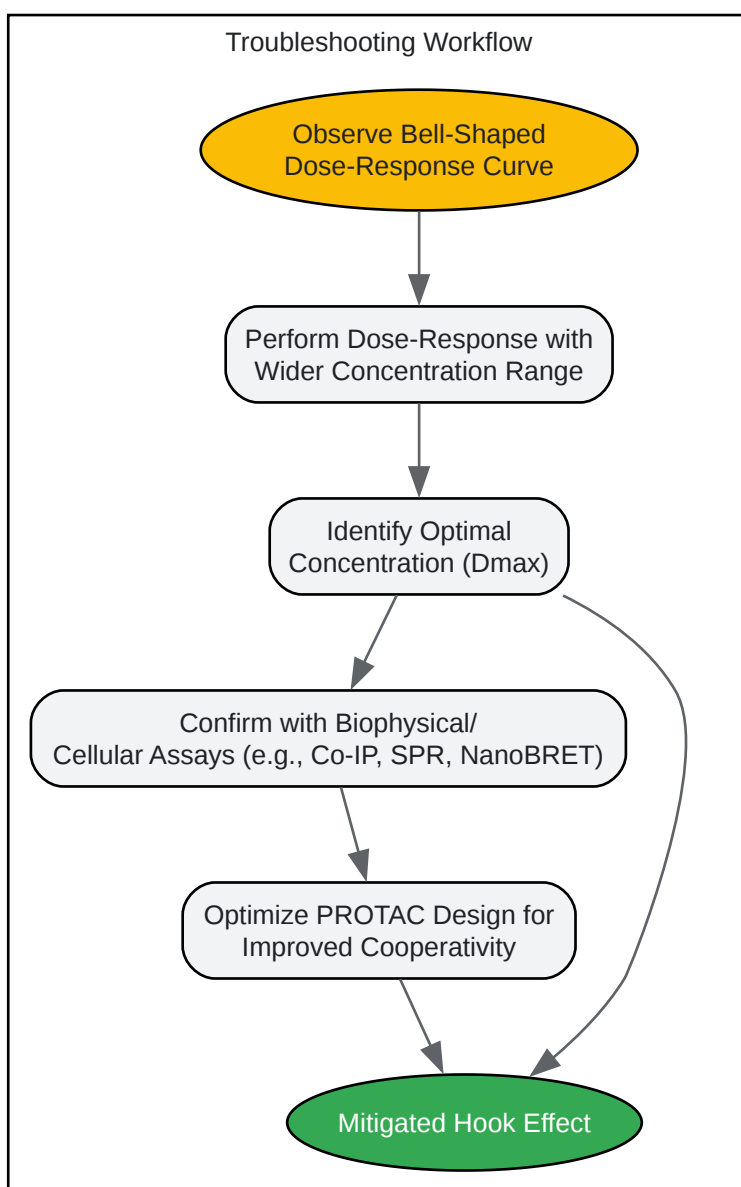 Troubleshooting Workflow
Observe Bell-Shaped
Dose-Response Curve
Perform Dose-Response with
Wider Concentration Range
Identify Optimal
Concentration (Dmax)
Confirm with Biophysical/
Cellular Assays (e.g., Co-IP, SPR, NanoBRET)
Optimize PROTAC Design for
Improved Cooperativity
Mitigated Hook Effect